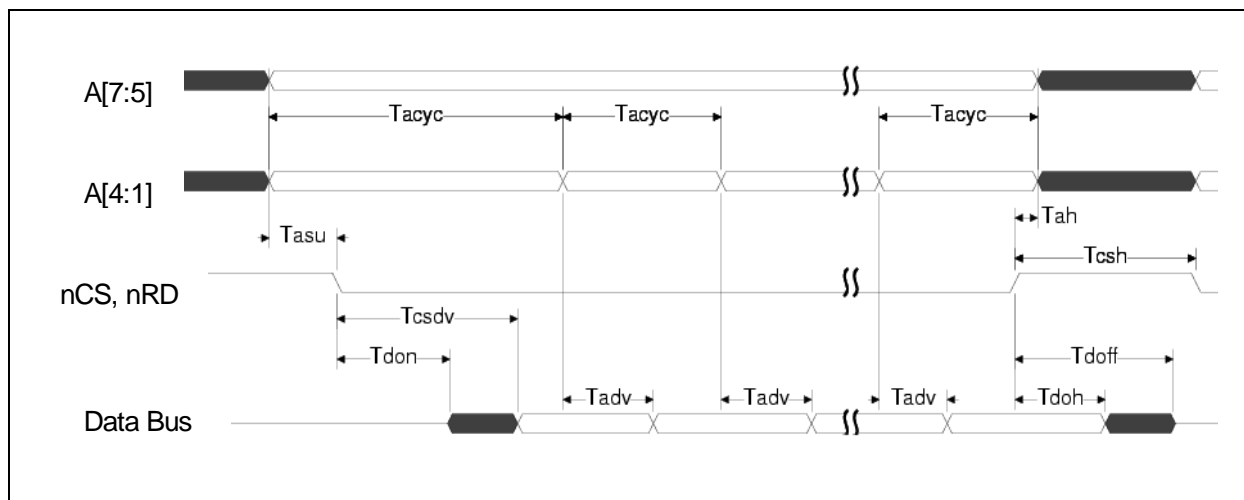 A[7:5]
Tacyc Tacyc Tacyc
A[4:1]
Tah
Tasu
Tcsh
nCS, nRD
Tcsdv
Tdon Tdoff
Tadv Tadv Tadv Tdoh
Data Bus